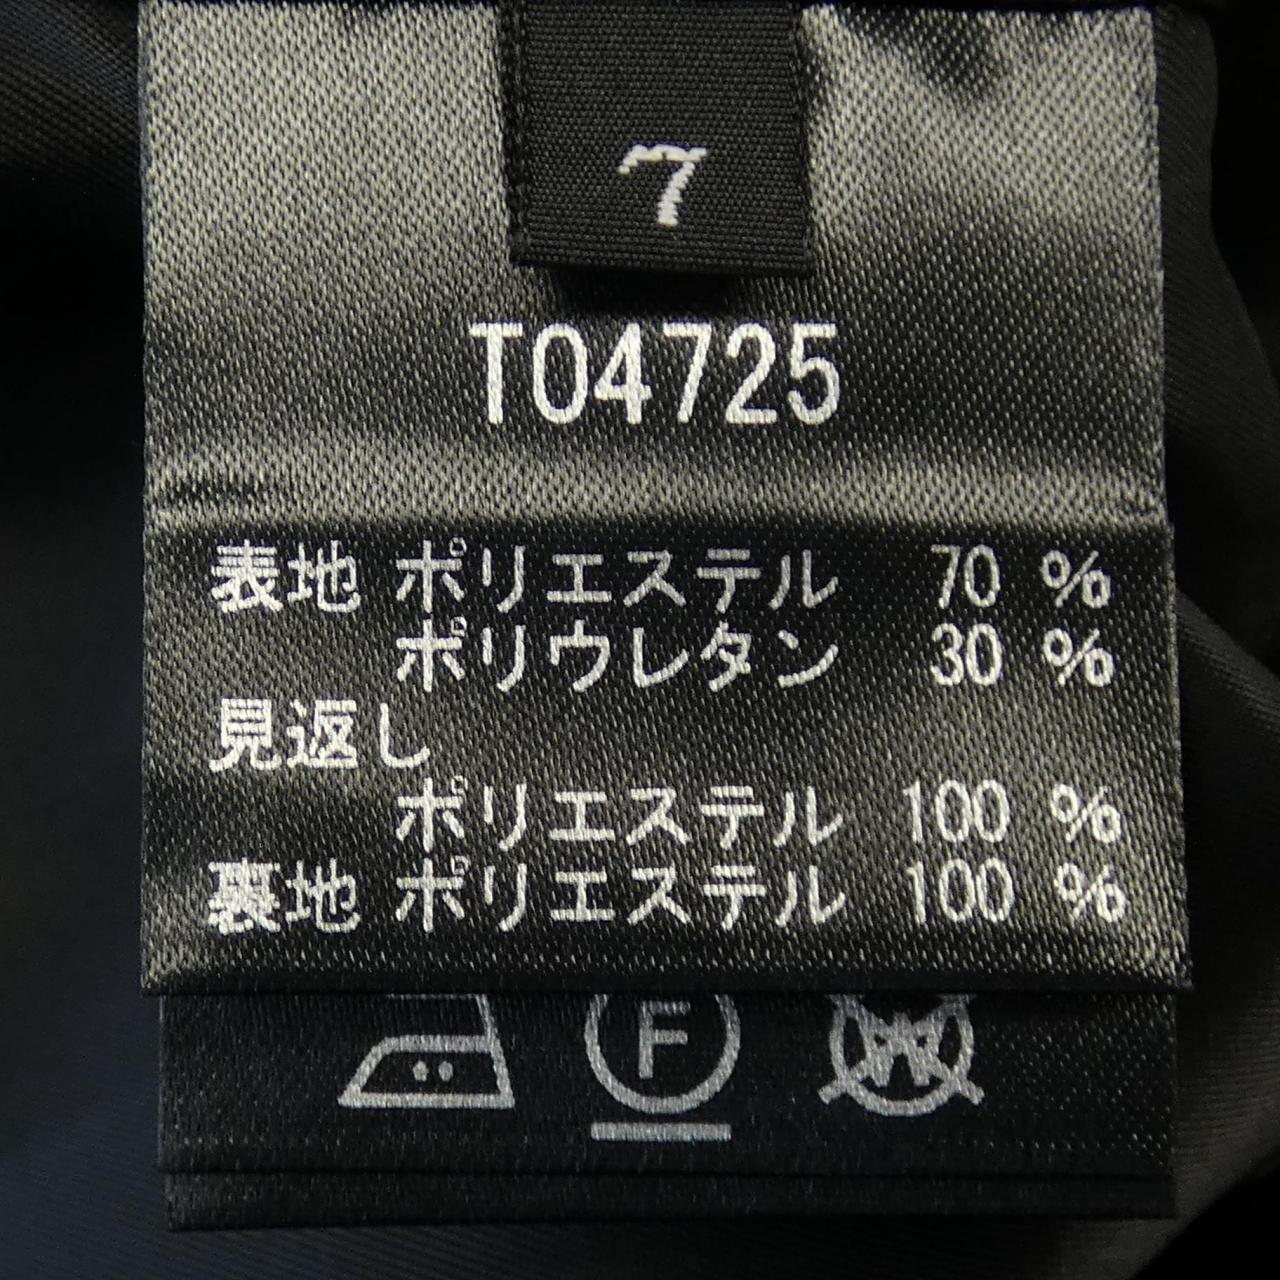 7
T04725
表地 ポリエステル 70 %
ポリウレタン 30 %
見返し
ポリエステル 100 %
裏地 ポリエステル 100 %
F
W